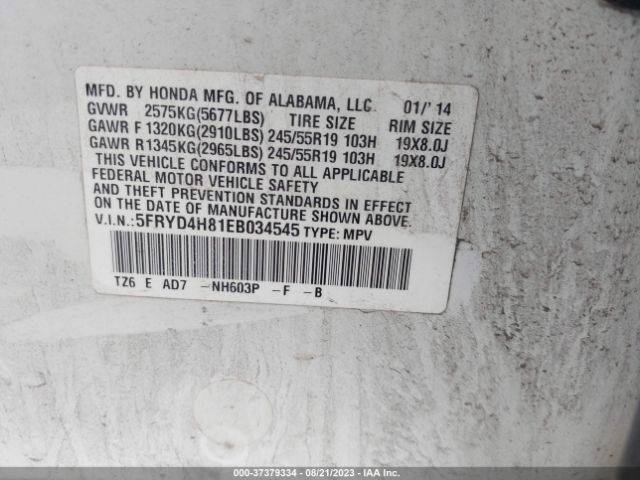 MFD. BY HONDA MFG. OF ALABAMA, LLC. 01/'14
GVWR 2575KG(5677LBS) TIRE SIZE RIM SIZE
GAWR F 1320KG(2910LBS) 245/55R19 103H 19X8.0J
GAWR R1345KG(2965LBS) 245/55R19 103H 19X8.0J
THIS VEHICLE CONFORMS TO ALL APPLICABLE
FEDERAL MOTOR VEHICLE SAFETY
AND THEFT PREVENTION STANDARDS IN EFFECT
ON THE DATE OF MANUFACTURE SHOWN ABOVE.
V.I.N.:5FRYD4H81EB034545 TYPE: MPV
TZ6 E AD7 -NH603P -F -B
000-37379334 | 08/21/2023 | IAA Inc.